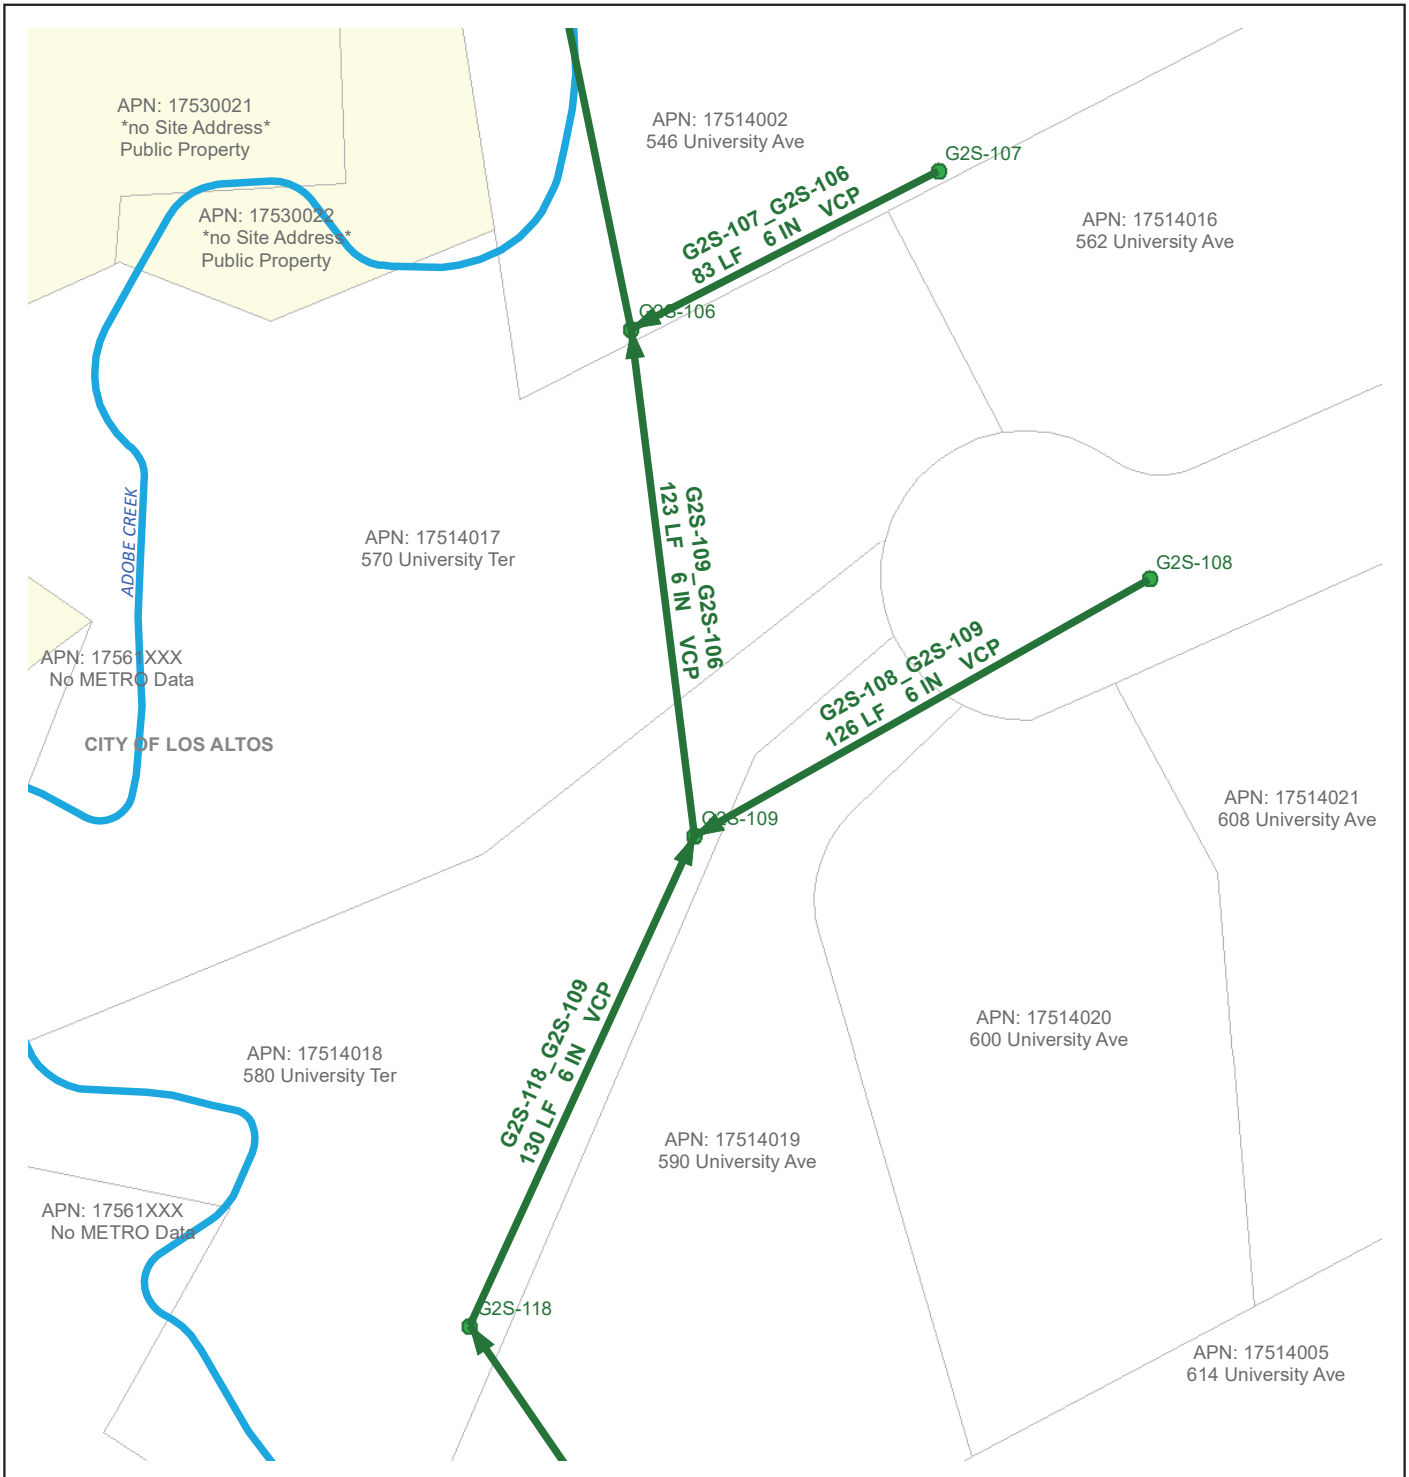 APN: 17530021
*no Site Address*
Public Property
APN: 17514002
546 University Ave
G2S-107
G2S-107_G2S-106
83 LF 6 IN VCP
APN: 17530022
*no Site Address*
Public Property
APN: 17514016
562 University Ave
G2S-106
ADOBE CREEK
G2S-109_G2S-106
123 LF 6 IN VCP
APN: 17514017
570 University Ter
G2S-108
G2S-108_G2S-109
126 LF 6 IN VCP
APN: 17561XXX
No METRO Data
CITY OF LOS ALTOS
G2S-109
APN: 17514021
608 University Ave
G2S-118_G2S-109
130 LF 6 IN VCP
APN: 17514020
600 University Ave
APN: 17514018
580 University Ter
APN: 17514019
590 University Ave
APN: 17561XXX
No METRO Data
G2S-118
APN: 17514005
614 University Ave